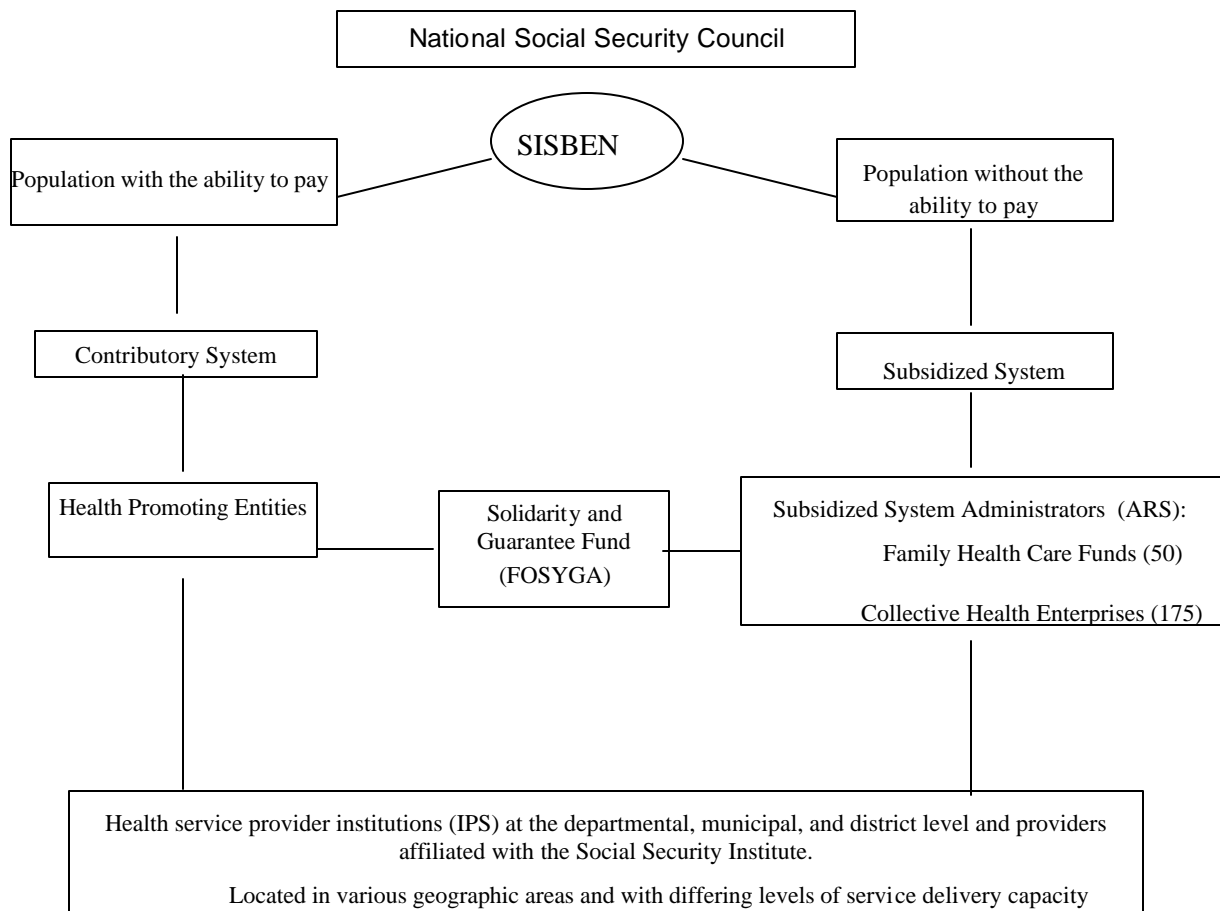 National Social Security Council
SISBEN
Population with the ability to pay
Population without the
ability to pay
Contributory System
Subsidized System
Health Promoting Entities
Solidarity and
Guarantee Fund
(FOSYGA)
Subsidized System Administrators (ARS):
Family Health Care Funds (50)
Collective Health Enterprises (175)
Health service provider institutions (IPS) at the departmental, municipal, and district level and providers
affiliated with the Social Security Institute.
Located in various geographic areas and with differing levels of service delivery capacity